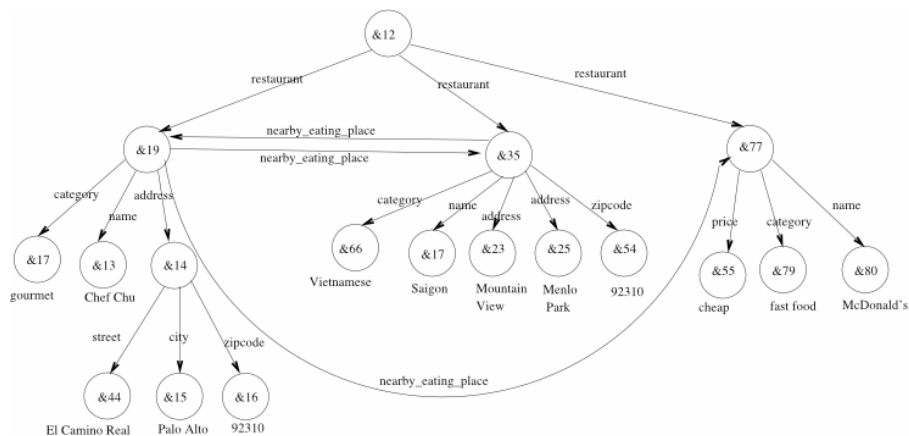 &12
restaurant
restaurant
restaurant
nearby_eating_place
nearby_eating_place
&19
&35
&77
category
name
address
category
name
address
address
zipcode
price
category
name
&17
&13
&14
&66
&17
&23
&25
&54
&55
&79
&80
gourmet
Chef Chu
Vietnamese
Saigon
Mountain
View
Menlo
Park
92310
cheap
fast food
McDonald's
street
city
zipcode
nearby_eating_place
&44
&15
&16
El Camino Real
Palo Alto
92310